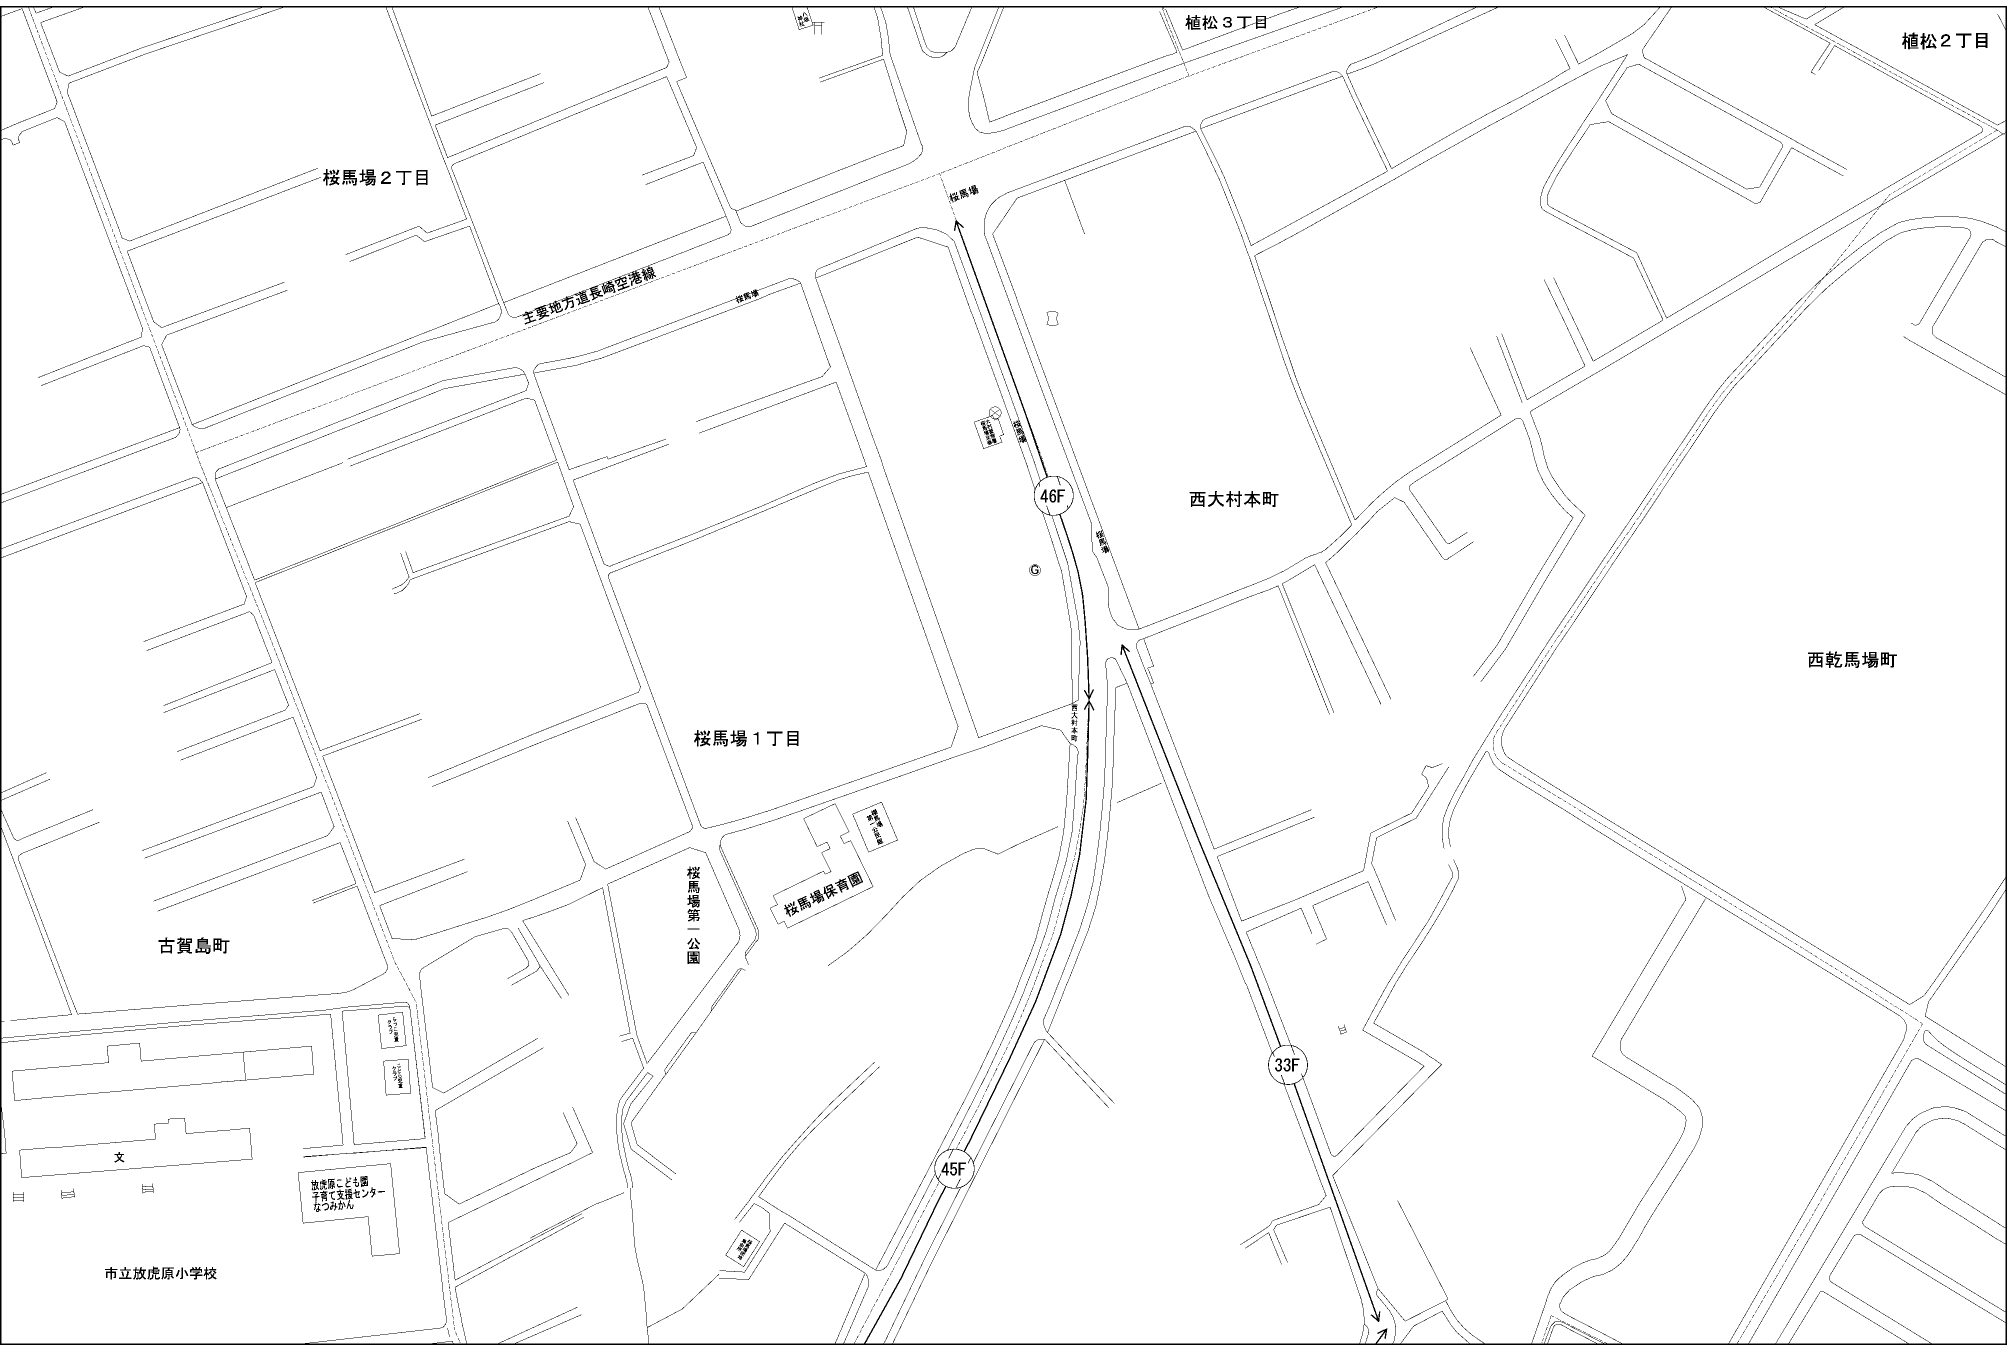 植松３丁目
植松２丁目
桜馬場２丁目
桜馬場
主要地方道長崎空港線
桜馬場
桜馬場
46F
西大村本町
桜馬場
G
西乾馬場町
西大村本町
桜馬場１丁目
桜馬場保育園
桜馬場第一公園
古賀島町
33F
文
45F
放虎原こども園
子育て支援センター
なつみかん
市立放虎原小学校